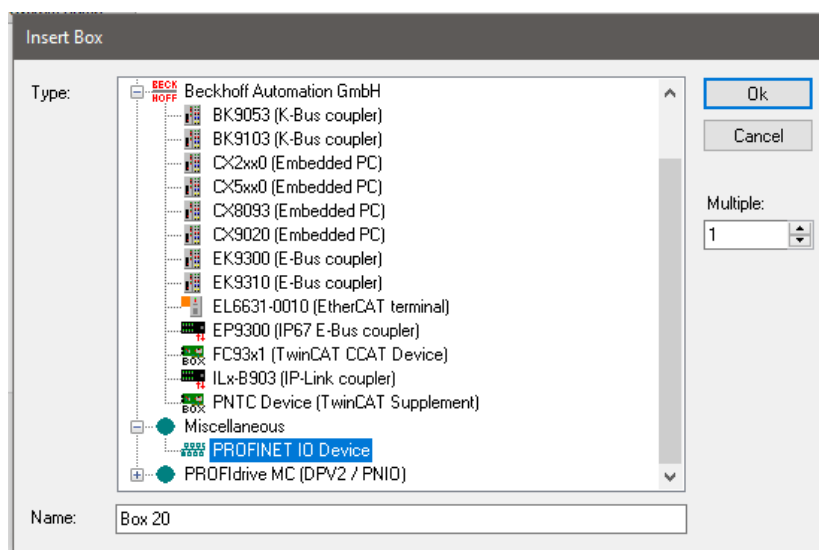 Insert Box
Type:
BECK
HOFF
Beckhoff Automation GmbH
BK9053 (K-Bus coupler)
BK9103 (K-Bus coupler)
CX2xx0 (Embedded PC)
CX5xx0 (Embedded PC)
CX8093 (Embedded PC)
CX9020 (Embedded PC)
EK9300 (E-Bus coupler)
EK9310 (E-Bus coupler)
EL6631-0010 (EtherCAT terminal)
EP9300 (IP67 E-Bus coupler)
BOX FC93x1 (TwinCAT CCAT Device)
ILx-B903 (IP-Link coupler)
BOX PNTC Device (TwinCAT Supplement)
Miscellaneous
PROFINET IO Device
PROFIdrive MC (DPV2 / PNIO)
Ok
Cancel
Multiple:
1
Name:
Box 20